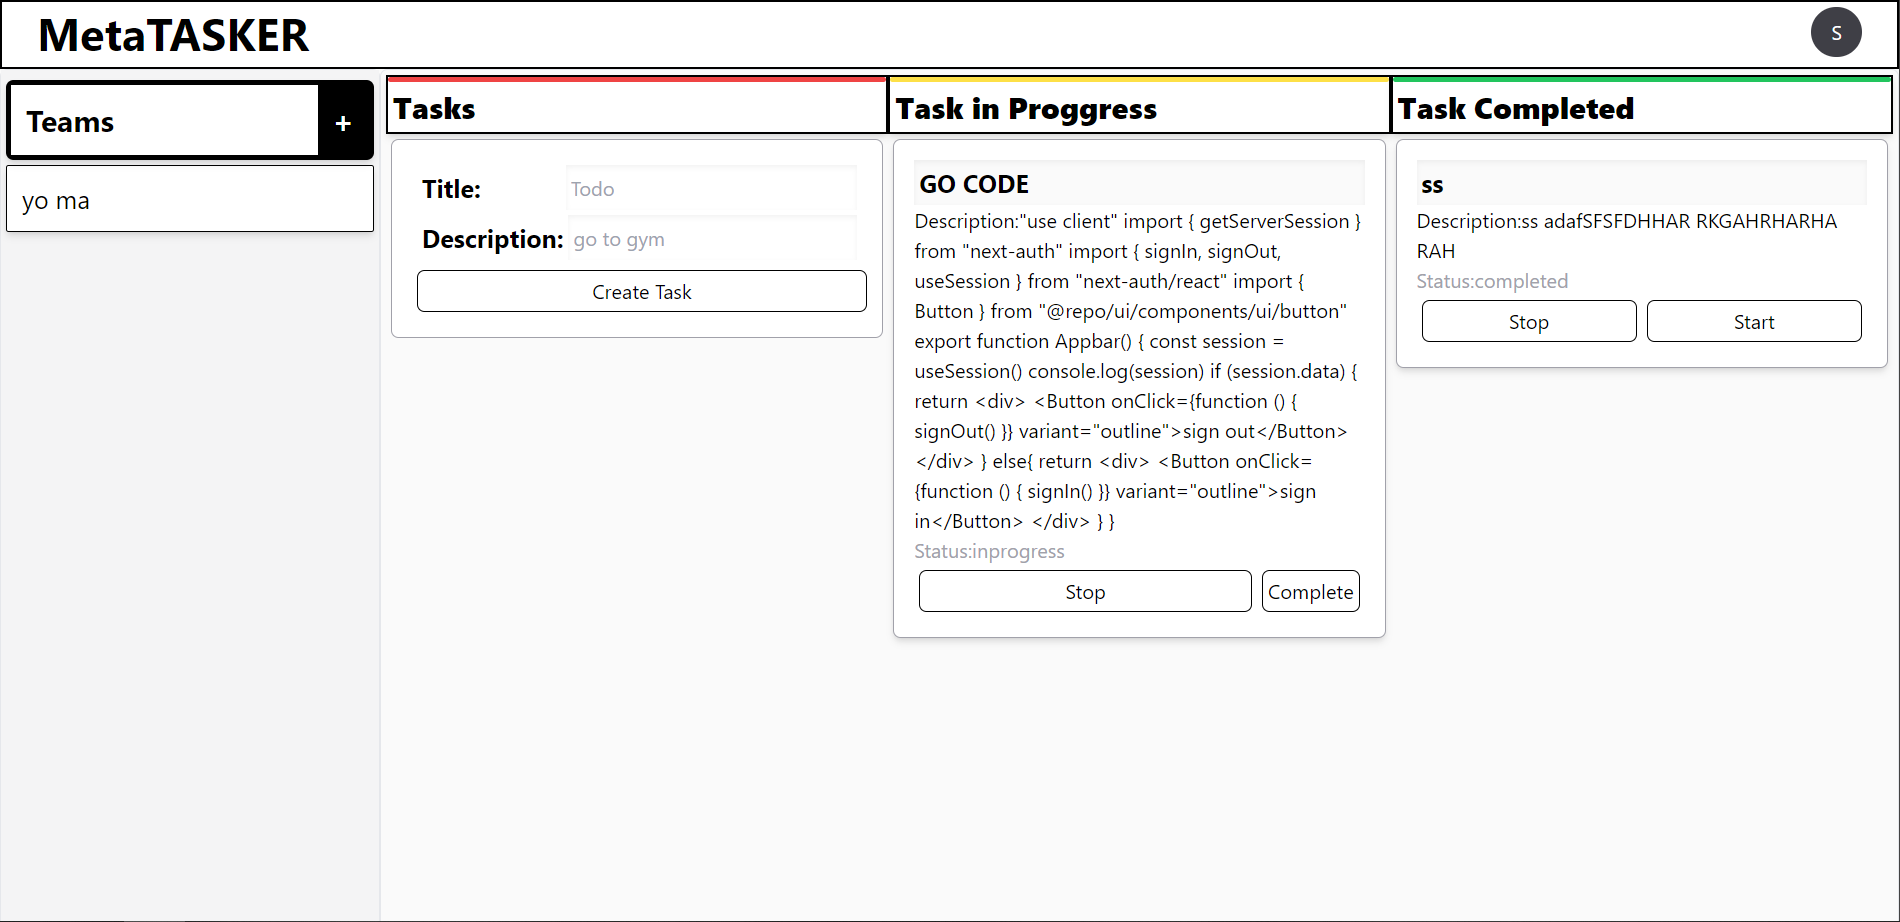 MetaTASKER
S
Teams
+
yo ma
Tasks
Title:
Todo
Description:
go to gym
Create Task
Task in Proggress
GO CODE
Description:"use client" import { getServerSession }
from "next-auth" import { signIn, signOut,
useSession } from "next-auth/react" import {
Button } from "@repo/ui/components/ui/button"
export function Appbar() { const session =
useSession() console.log(session) if (session.data) {
return <div> <Button onClick={function () {
signOut() }} variant="outline">sign out</Button>
</div> } else{ return <div> <Button onClick=
{function () { signIn() }} variant="outline">sign
in</Button> </div> } }
Status:inprogress
Stop
Complete
Task Completed
ss
Description:ss adafSFSFDHHAR RKGAHRHARHA
RAH
Status:completed
Stop
Start